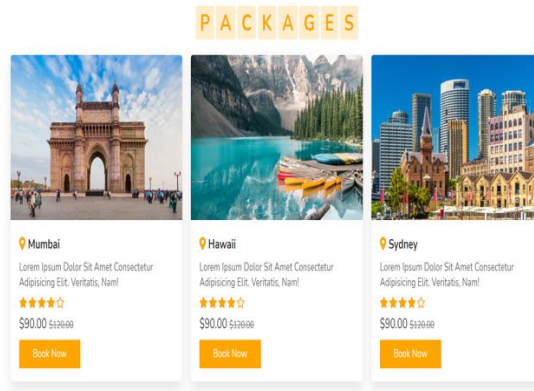 PACKAGES
Mumbai
Lorem Ipsum Dolor Sit Amet Consectetur
Adipisicing Elit. Veritatis, Nam!
$90.00 $120.00
Book Now
Hawaii
Lorem Ipsum Dolor Sit Amet Consectetur
Adipisicing Elit. Veritatis, Nam!
$90.00 $120.00
Book Now
Sydney
Lorem Ipsum Dolor Sit Amet Consectetur
Adipisicing Elit. Veritatis, Nam!
$90.00 $120.00
Book Now